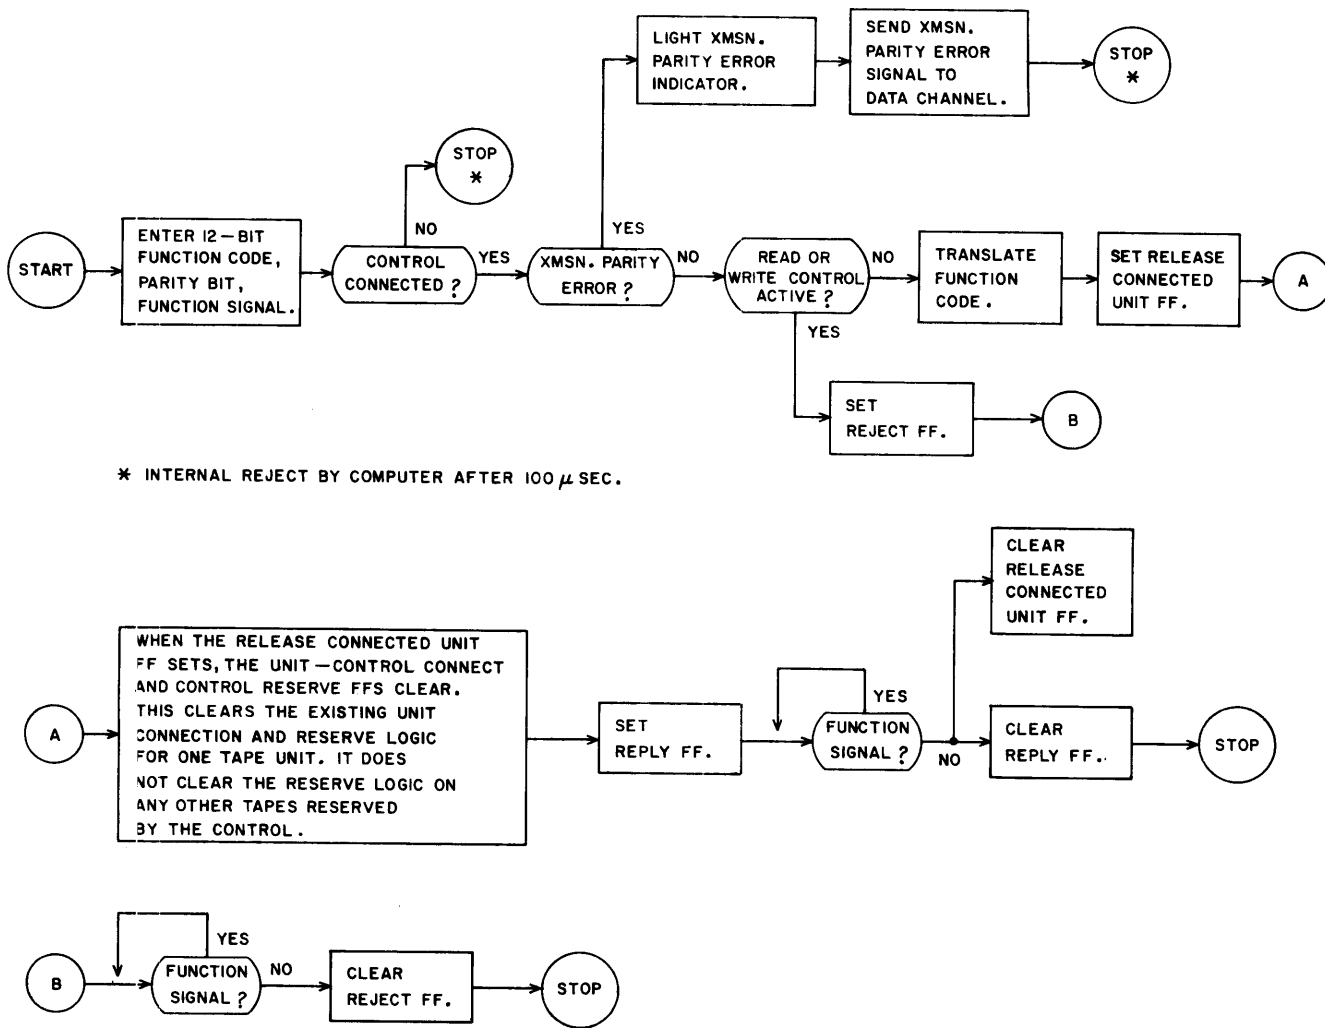 LIGHT XMSN.
PARITY ERROR
INDICATOR.
SEND XMSN.
PARITY ERROR
SIGNAL TO
DATA CHANNEL.
STOP
*
STOP
*
NO
YES
START
ENTER 12-BIT
FUNCTION CODE,
PARITY BIT,
FUNCTION SIGNAL.
CONTROL
CONNECTED?
YES
XMSN. PARITY
ERROR?
NO
READ OR
WRITE CONTROL
ACTIVE?
NO
TRANSLATE
FUNCTION
CODE.
SET RELEASE
CONNECTED
UNIT FF.
A
YES
SET
REJECT FF.
B
* INTERNAL REJECT BY COMPUTER AFTER 100 μ SEC.
CLEAR
RELEASE
CONNECTED
UNIT FF.
A
WHEN THE RELEASE CONNECTED UNIT
FF SETS, THE UNIT-CONTROL CONNECT
AND CONTROL RESERVE FFS CLEAR.
THIS CLEARS THE EXISTING UNIT
CONNECTION AND RESERVE LOGIC
FOR ONE TAPE UNIT. IT DOES
NOT CLEAR THE RESERVE LOGIC ON
ANY OTHER TAPES RESERVED
BY THE CONTROL.
SET
REPLY FF.
YES
FUNCTION
SIGNAL?
NO
CLEAR
REPLY FF.
STOP
B
YES
FUNCTION
SIGNAL?
NO
CLEAR
REJECT FF.
STOP